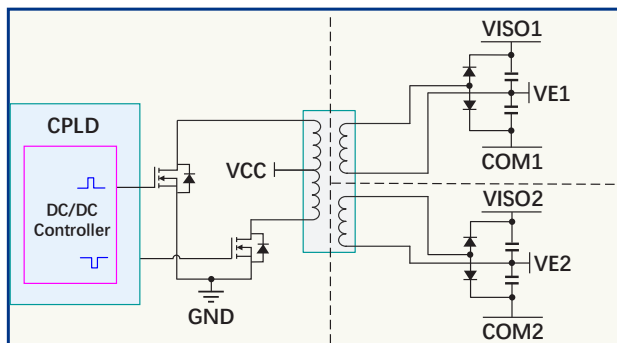 VISO1
VE1
COM1
CPLD
DC/DC
Controller
VCC
GND
VISO2
VE2
COM2